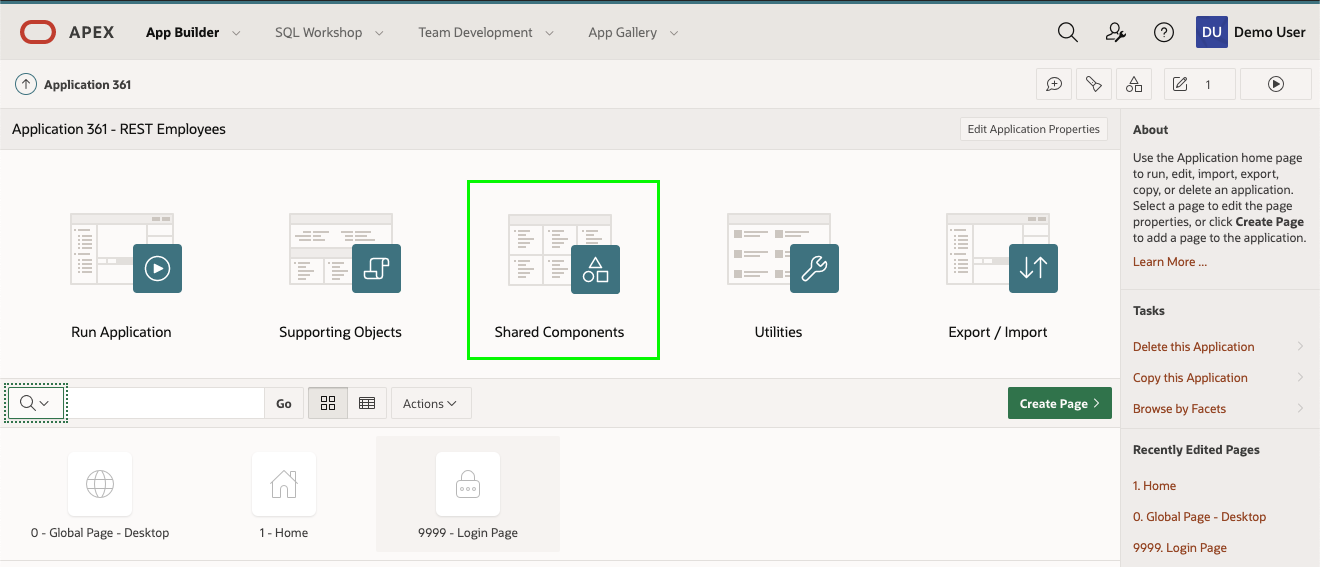 APEX App Builder SQL Workshop Team Development App Gallery DU Demo User
Application 361 1
Application 361 - REST Employees Edit Application Properties
Run Application Supporting Objects Shared Components Utilities Export / Import
Go Actions Create Page
0 - Global Page - Desktop 1 - Home 9999 - Login Page
About
Use the Application home page
to run, edit, import, export,
copy, or delete an application.
Select a page to edit the page
properties, or click Create Page
to add a page to the application.
Learn More ...
Tasks
Delete this Application
Copy this Application
Browse by Facets
Recently Edited Pages
1. Home
0. Global Page - Desktop
9999. Login Page